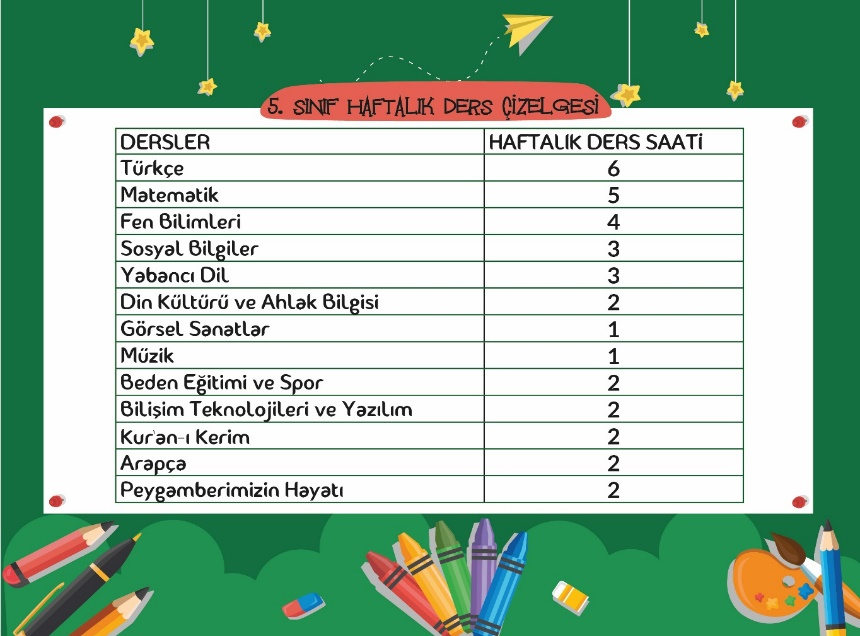 5. SINIF HAFTALIK DERS ÇİZELGESİ
DERSLER HAFTALIK DERS SAATİ
Türkçe 6
Matematik 5
Fen Bilimleri 4
Sosyal Bilgiler 3
Yabancı Dil 3
Din Kültürü ve Ahlak Bilgisi 2
Görsel Sanatlar 1
Müzik 1
Beden Eğitimi ve Spor 2
Bilişim Teknolojileri ve Yazılım 2
Kur'an-ı Kerim 2
Arapça 2
Peygamberimizin Hayatı 2